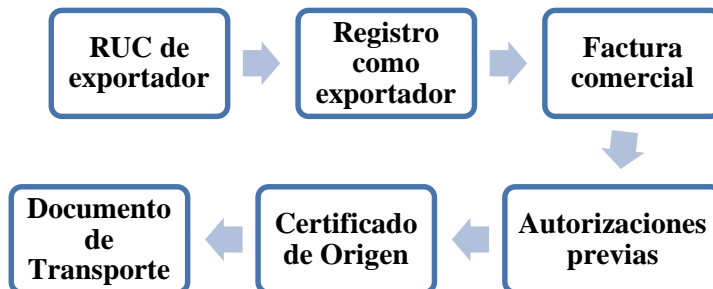 RUC de
exportador
Registro
como
exportador
Factura
comercial
Autorizaciones
previas
Certificado
de Origen
Documento
de
Transporte